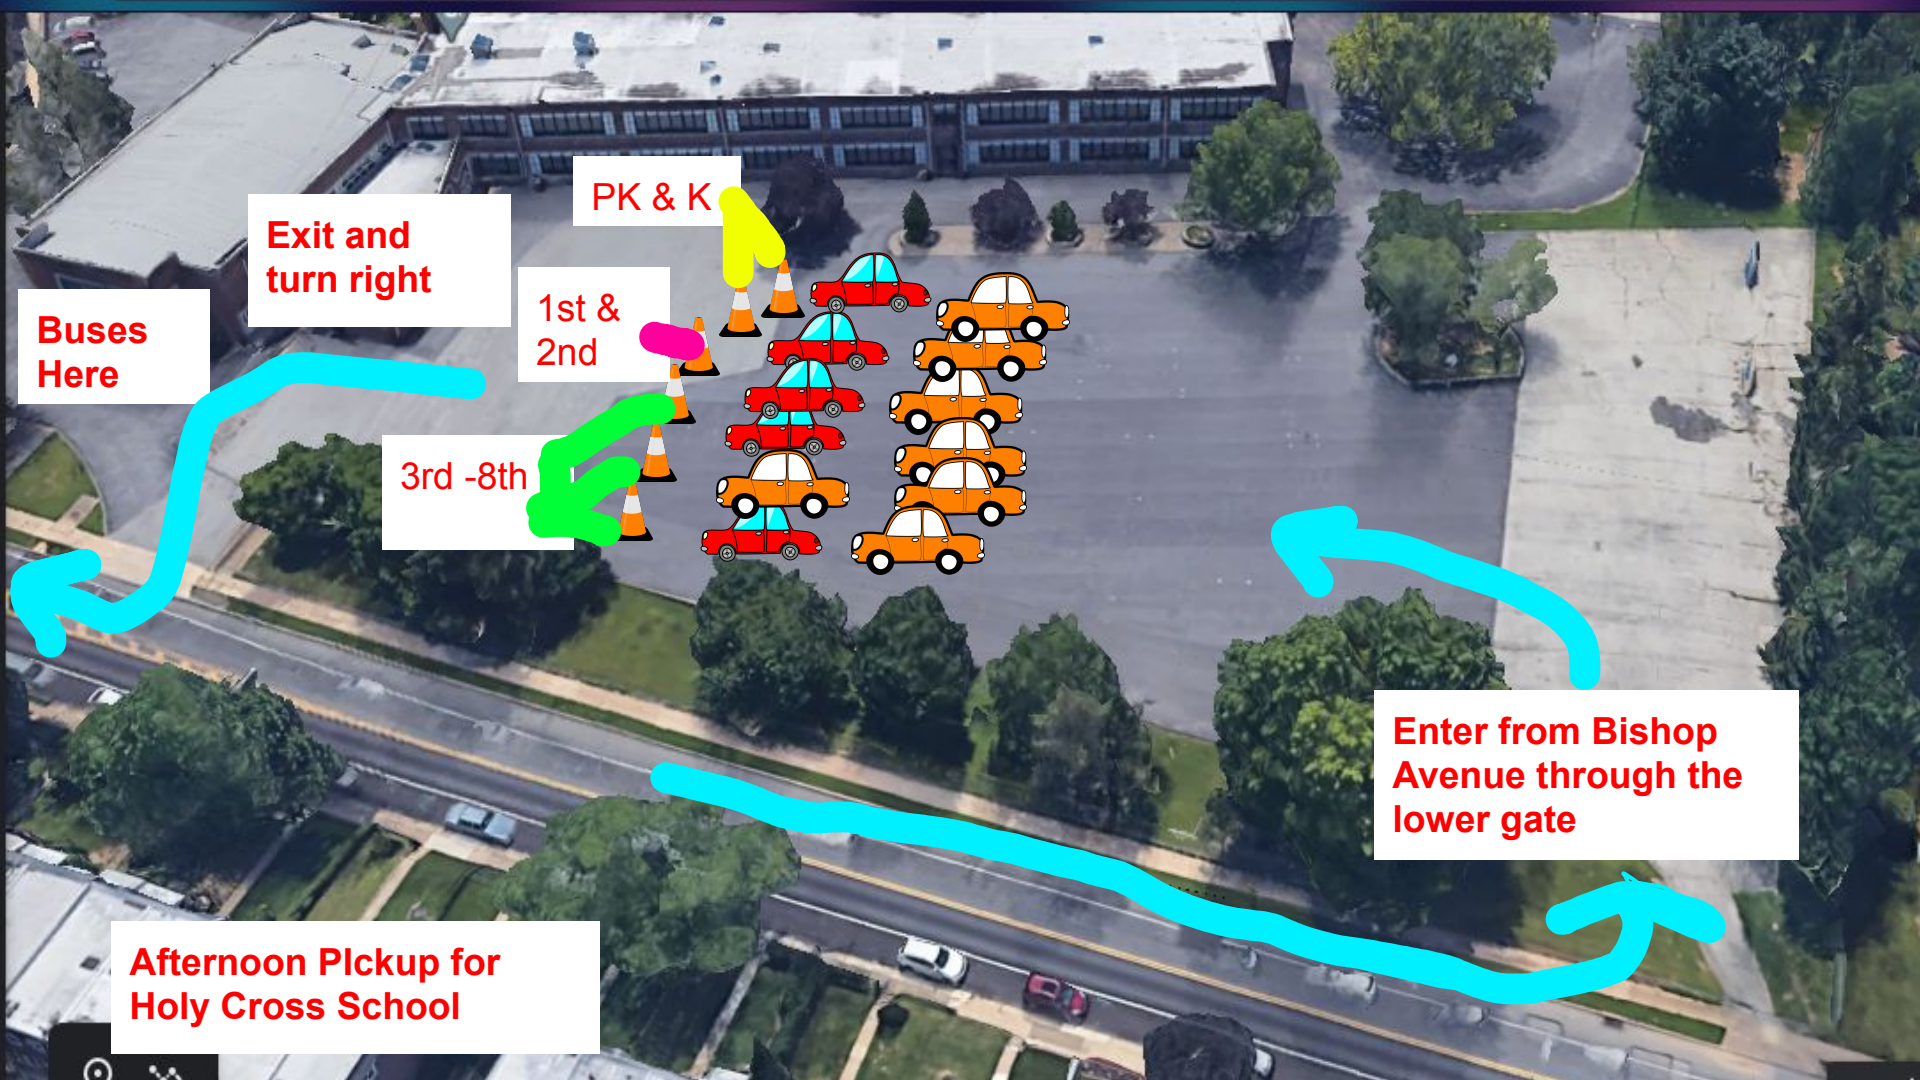 PK & K
Exit and
turn right
1st &
2nd
Buses
Here
3rd -8th
Enter from Bishop
Avenue through the
lower gate
Afternoon PIckup for
Holy Cross School